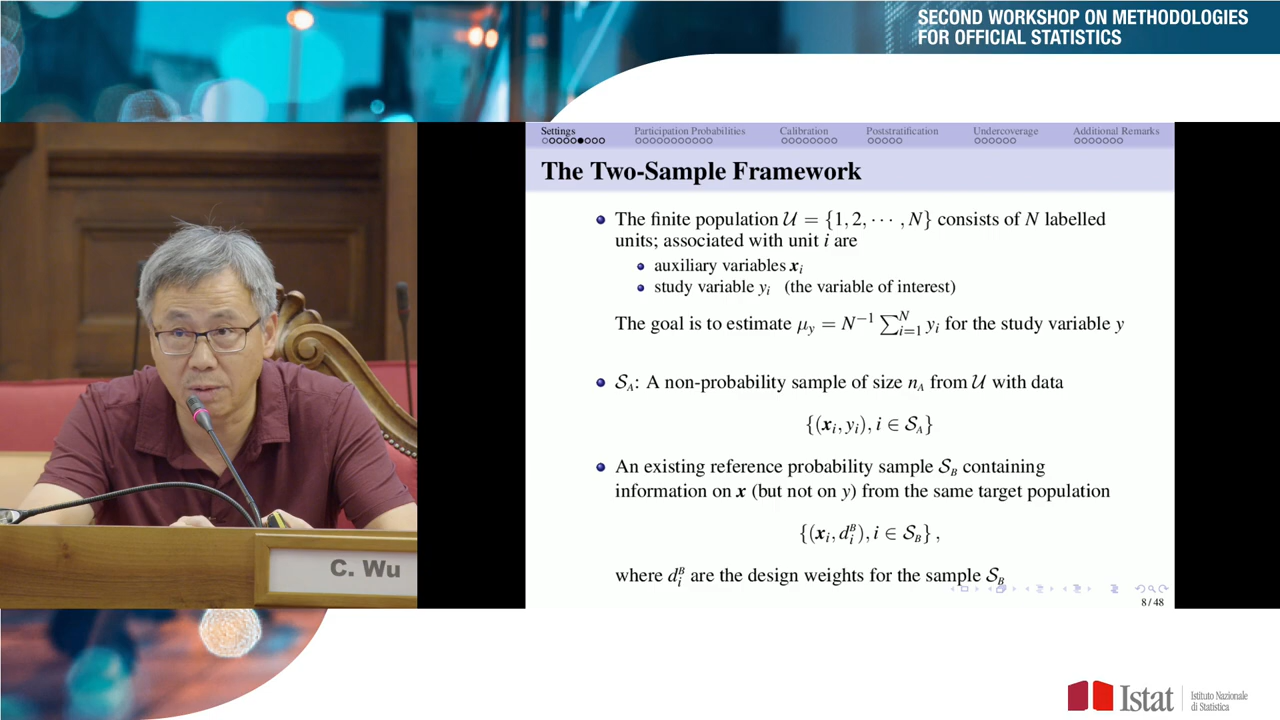 SECOND WORKSHOP ON METHODOLOGIES
FOR OFFICIAL STATISTICS
Settings Participation Probabilities Calibration Poststratification Undercoverage Additional Remarks
The Two-Sample Framework
The finite population 𝒰 = {1, 2, ⋯ , N} consists of N labelled
units; associated with unit i are
auxiliary variables xᵢ
study variable yᵢ (the variable of interest)
The goal is to estimate μ_y = N⁻¹ ∑ᵢ₌₁ᴺ yᵢ for the study variable y
𝒮_A: A non-probability sample of size n_A from 𝒰 with data
{(xᵢ, yᵢ), i ∈ 𝒮_A}
An existing reference probability sample 𝒮_B containing
information on x (but not on y) from the same target population
{(xᵢ, dᵢᴮ), i ∈ 𝒮_B} ,
where dᵢᴮ are the design weights for the sample 𝒮_B
8 / 48
C. Wu
Istat
Istituto Nazionale
di Statistica